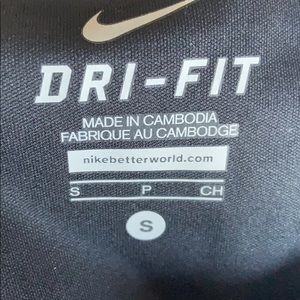 DRI-FIT
MADE IN CAMBODIA
FABRIQUE AU CAMBODGE
nikebetterworld.com
S P CH
S